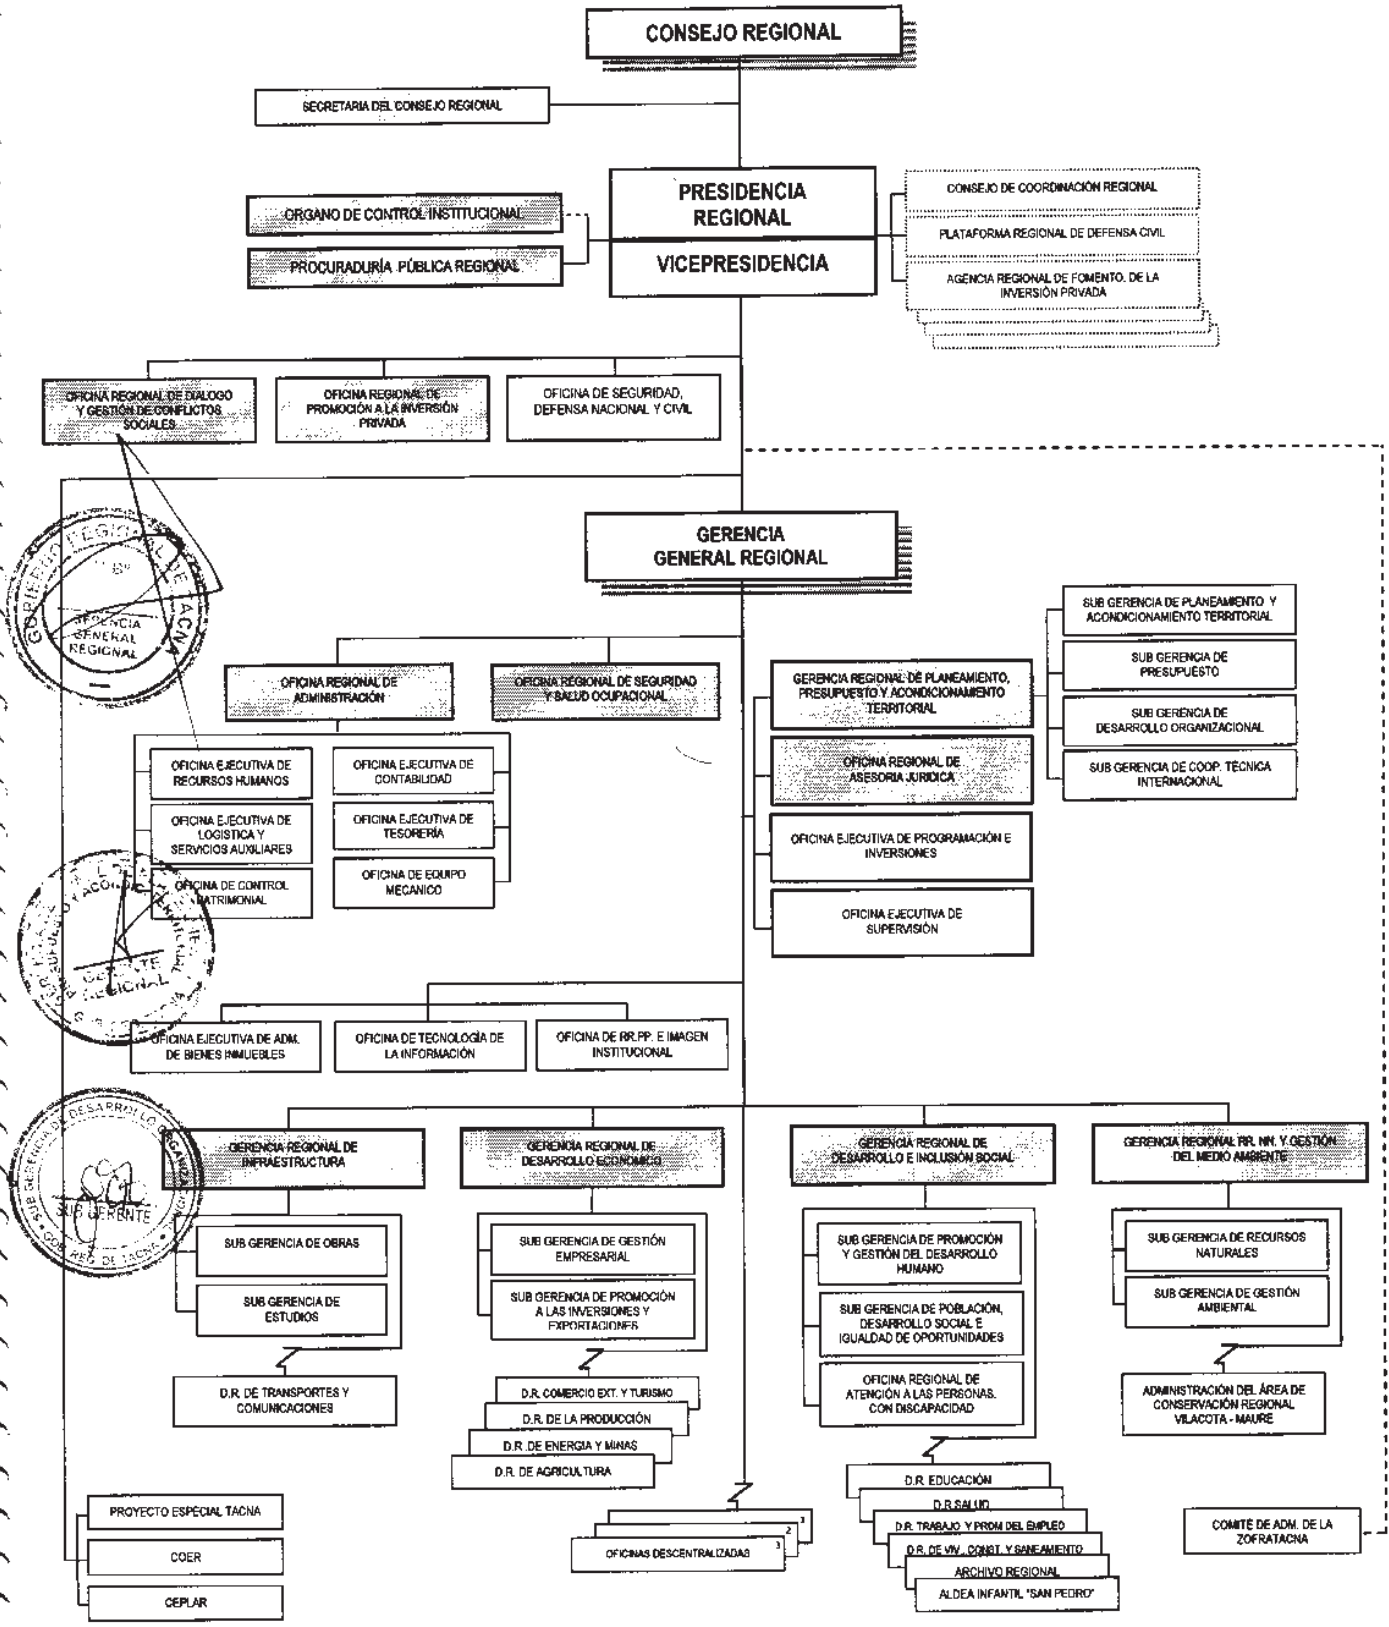 CONSEJO REGIONAL
SECRETARIA DEL CONSEJO REGIONAL
PRESIDENCIA
REGIONAL
VICEPRESIDENCIA
ORGANO DE CONTROL INSTITUCIONAL
PROCURADURÍA PÚBLICA REGIONAL
CONSEJO DE COORDINACIÓN REGIONAL
PLATAFORMA REGIONAL DE DEFENSA CIVIL
AGENCIA REGIONAL DE FOMENTO. DE LA
INVERSIÓN PRIVADA
OFICINA REGIONAL DE DIALOGO
Y GESTIÓN DE CONFLICTOS
SOCIALES
OFICINA REGIONAL DE
PROMOCIÓN A LA INVERSIÓN
PRIVADA
OFICINA DE SEGURIDAD,
DEFENSA NACIONAL Y CIVIL
GERENCIA
GENERAL REGIONAL
GOBIERNO REGIONAL DE TACNA
GERENCIA
GENERAL
REGIONAL
SUB GERENCIA DE PLANEAMIENTO Y
ACONDICIONAMIENTO TERRITORIAL
SUB GERENCIA DE
PRESUPUESTO
SUB GERENCIA DE
DESARROLLO ORGANIZACIONAL
SUB GERENCIA DE COOP. TÉCNICA
INTERNACIONAL
OFICINA REGIONAL DE
ADMINISTRACIÓN
OFICINA REGIONAL DE SEGURIDAD
Y SALUD OCUPACIONAL
GERENCIA REGIONAL DE PLANEAMIENTO,
PRESUPUESTO Y ACONDICIONAMIENTO
TERRITORIAL
OFICINA REGIONAL DE
ASESORIA JURIDICA
OFICINA EJECUTIVA DE PROGRAMACIÓN E
INVERSIONES
OFICINA EJECUTIVA DE
SUPERVISIÓN
OFICINA EJECUTIVA DE
RECURSOS HUMANOS
OFICINA EJECUTIVA DE
CONTABILIDAD
OFICINA EJECUTIVA DE
LOGISTICA Y
SERVICIOS AUXILIARES
OFICINA EJECUTIVA DE
TESORERÍA
OFICINA DE CONTROL
PATRIMONIAL
OFICINA DE EQUIPO
MECANICO
GERENTE
REGIONAL
OFICINA EJECUTIVA DE ADM.
DE BIENES INMUEBLES
OFICINA DE TECNOLOGÍA DE
LA INFORMACIÓN
OFICINA DE RR.PP. E IMAGEN
INSTITUCIONAL
SUB GERENCIA DE DESARROLLO ORGANIZACIONAL
SUB GERENTE
GOB. REG. DE TACNA
GERENCIA REGIONAL DE
INFRAESTRUCTURA
GERENCIA REGIONAL DE
DESARROLLO ECONOMICO
GERENCIA REGIONAL DE
DESARROLLO E INCLUSIÓN SOCIAL
GERENCIA REGIONAL RR. NN. Y GESTIÓN
DEL MEDIO AMBIENTE
SUB GERENCIA DE OBRAS
SUB GERENCIA DE
ESTUDIOS
SUB GERENCIA DE GESTIÓN
EMPRESARIAL
SUB GERENCIA DE PROMOCIÓN
A LAS INVERSIONES Y
EXPORTACIONES
SUB GERENCIA DE PROMOCIÓN
Y GESTIÓN DEL DESARROLLO
HUMANO
SUB GERENCIA DE POBLACIÓN,
DESARROLLO SOCIAL E
IGUALDAD DE OPORTUNIDADES
OFICINA REGIONAL DE
ATENCIÓN A LAS PERSONAS.
CON DISCAPACIDAD
SUB GERENCIA DE RECURSOS
NATURALES
SUB GERENCIA DE GESTIÓN
AMBIENTAL
D.R. DE TRANSPORTES Y
COMUNICACIONES
D.R. COMERCIO EXT. Y TURISMO
D.R. DE LA PRODUCCIÓN
D.R. DE ENERGIA Y MINAS
D.R. DE AGRICULTURA
ADMINISTRACIÓN DEL ÁREA DE
CONSERVACIÓN REGIONAL
VILACOTA - MAURE
D.R. EDUCACIÓN
D.R SALUD
D.R. TRABAJO Y PROM DEL EMPLEO
D.R. DE VIV., CONST. Y SANEAMIENTO
ARCHIVO REGIONAL
ALDEA INFANTIL "SAN PEDRO"
1
2
3
OFICINAS DESCENTRALIZADAS
PROYECTO ESPECIAL TACNA
COER
CEPLAR
COMITÉ DE ADM. DE LA
ZOFRATACNA